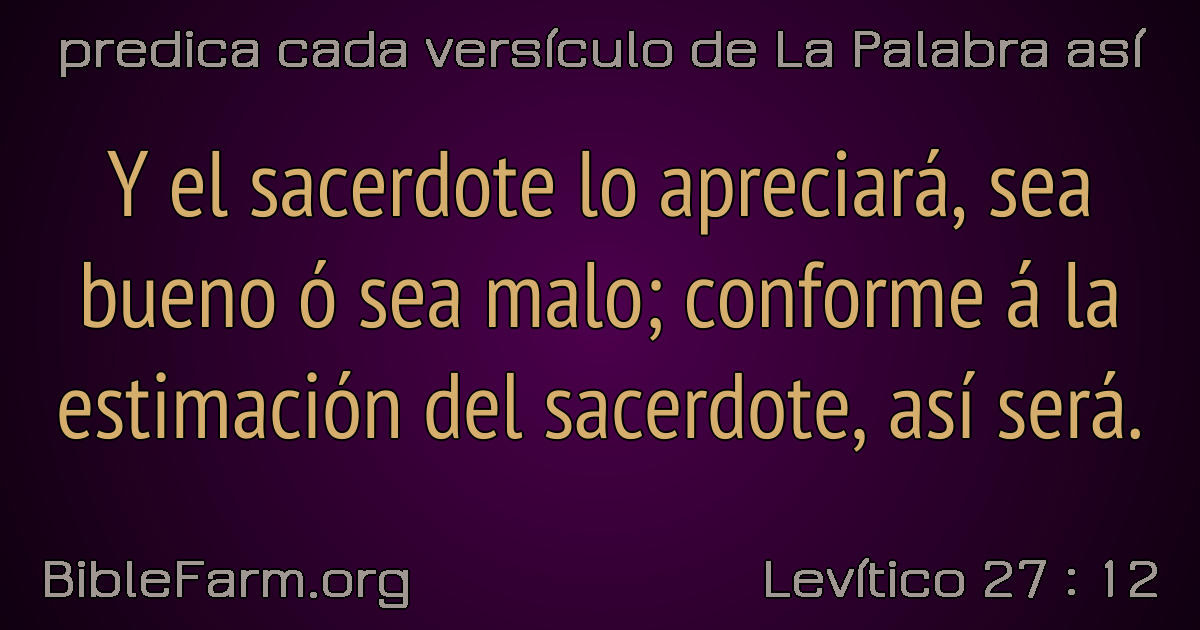 predica cada versículo de La Palabra así
Y el sacerdote lo apreciará, sea
bueno ó sea malo; conforme á la
estimación del sacerdote, así será.
BibleFarm.org
Levítico 27 : 12